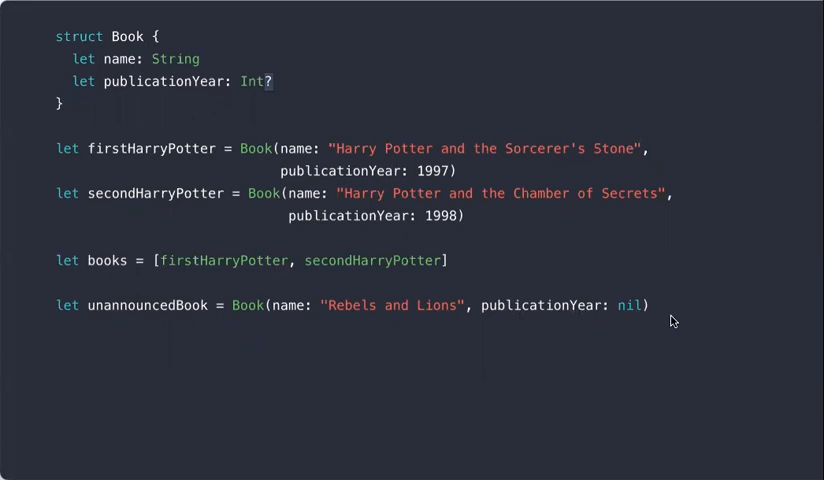 struct Book {
  let name: String
  let publicationYear: Int?
}
let firstHarryPotter = Book(name: "Harry Potter and the Sorcerer's Stone",
                            publicationYear: 1997)
let secondHarryPotter = Book(name: "Harry Potter and the Chamber of Secrets",
                             publicationYear: 1998)
let books = [firstHarryPotter, secondHarryPotter]
let unannouncedBook = Book(name: "Rebels and Lions", publicationYear: nil)